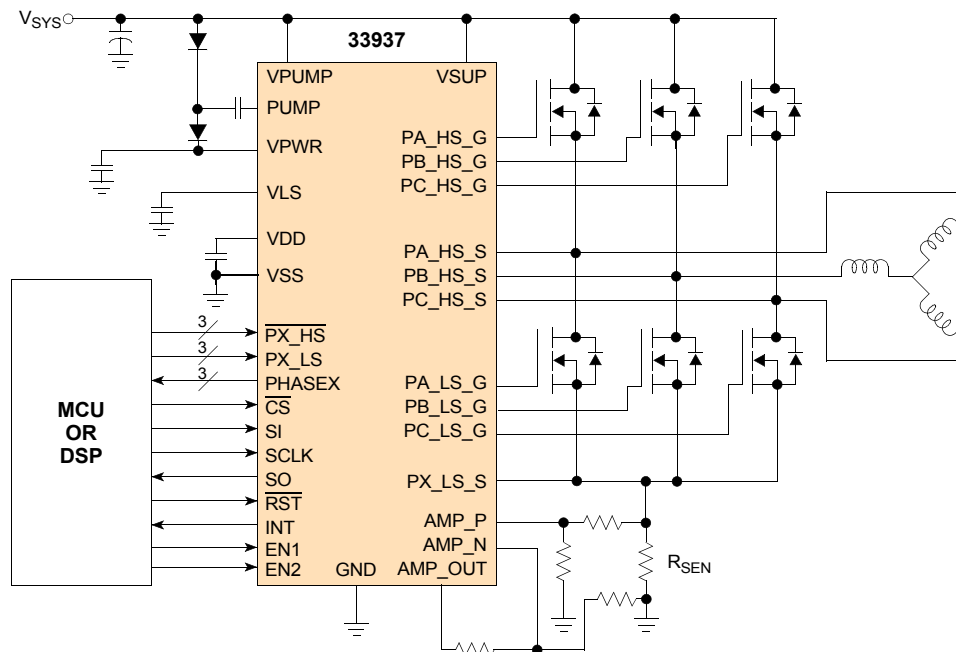 VSYS
33937
VPUMP
VSUP
PUMP
VPWR
VLS
VDD
VSS
PA_HS_G
PB_HS_G
PC_HS_G
PA_HS_S
PB_HS_S
PC_HS_S
MCU
OR
DSP
3
3
3
PX_HS
PX_LS
PHASEX
CS
SI
SCLK
SO
RST
INT
EN1
EN2
GND
PA_LS_G
PB_LS_G
PC_LS_G
PX_LS_S
AMP_P
AMP_N
AMP_OUT
RSEN